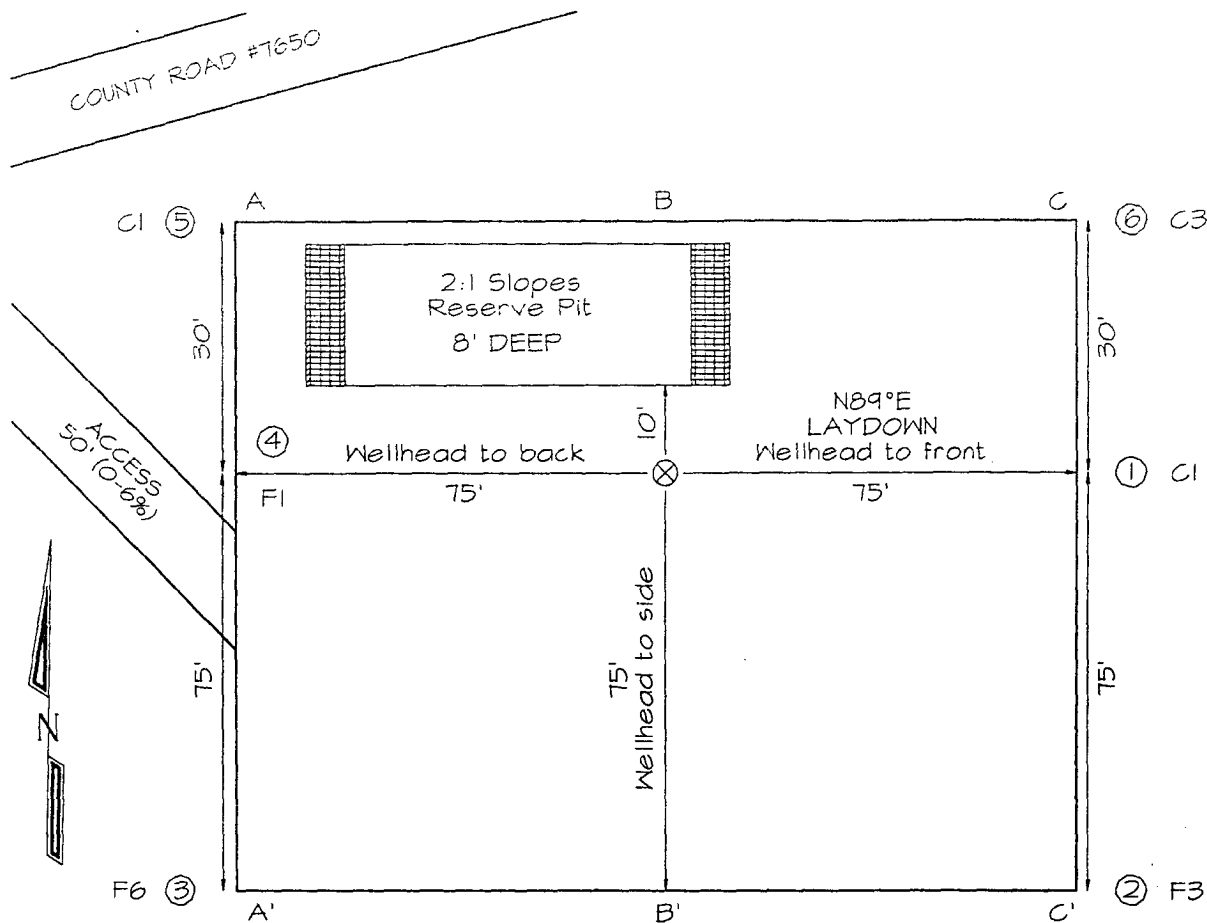 COUNTY ROAD #7650
A
B
C
C1 ⑤
⑥ C3
2:1 Slopes
Reserve Pit
8' DEEP
30'
30'
10'
N89°E
LAYDOWN
ACCESS
50' (0-6%)
④
Wellhead to back
Wellhead to front
F1
75'
75'
① C1
75'
Wellhead to side
75'
75'
N
F6 ③
② F3
A'
B'
C'